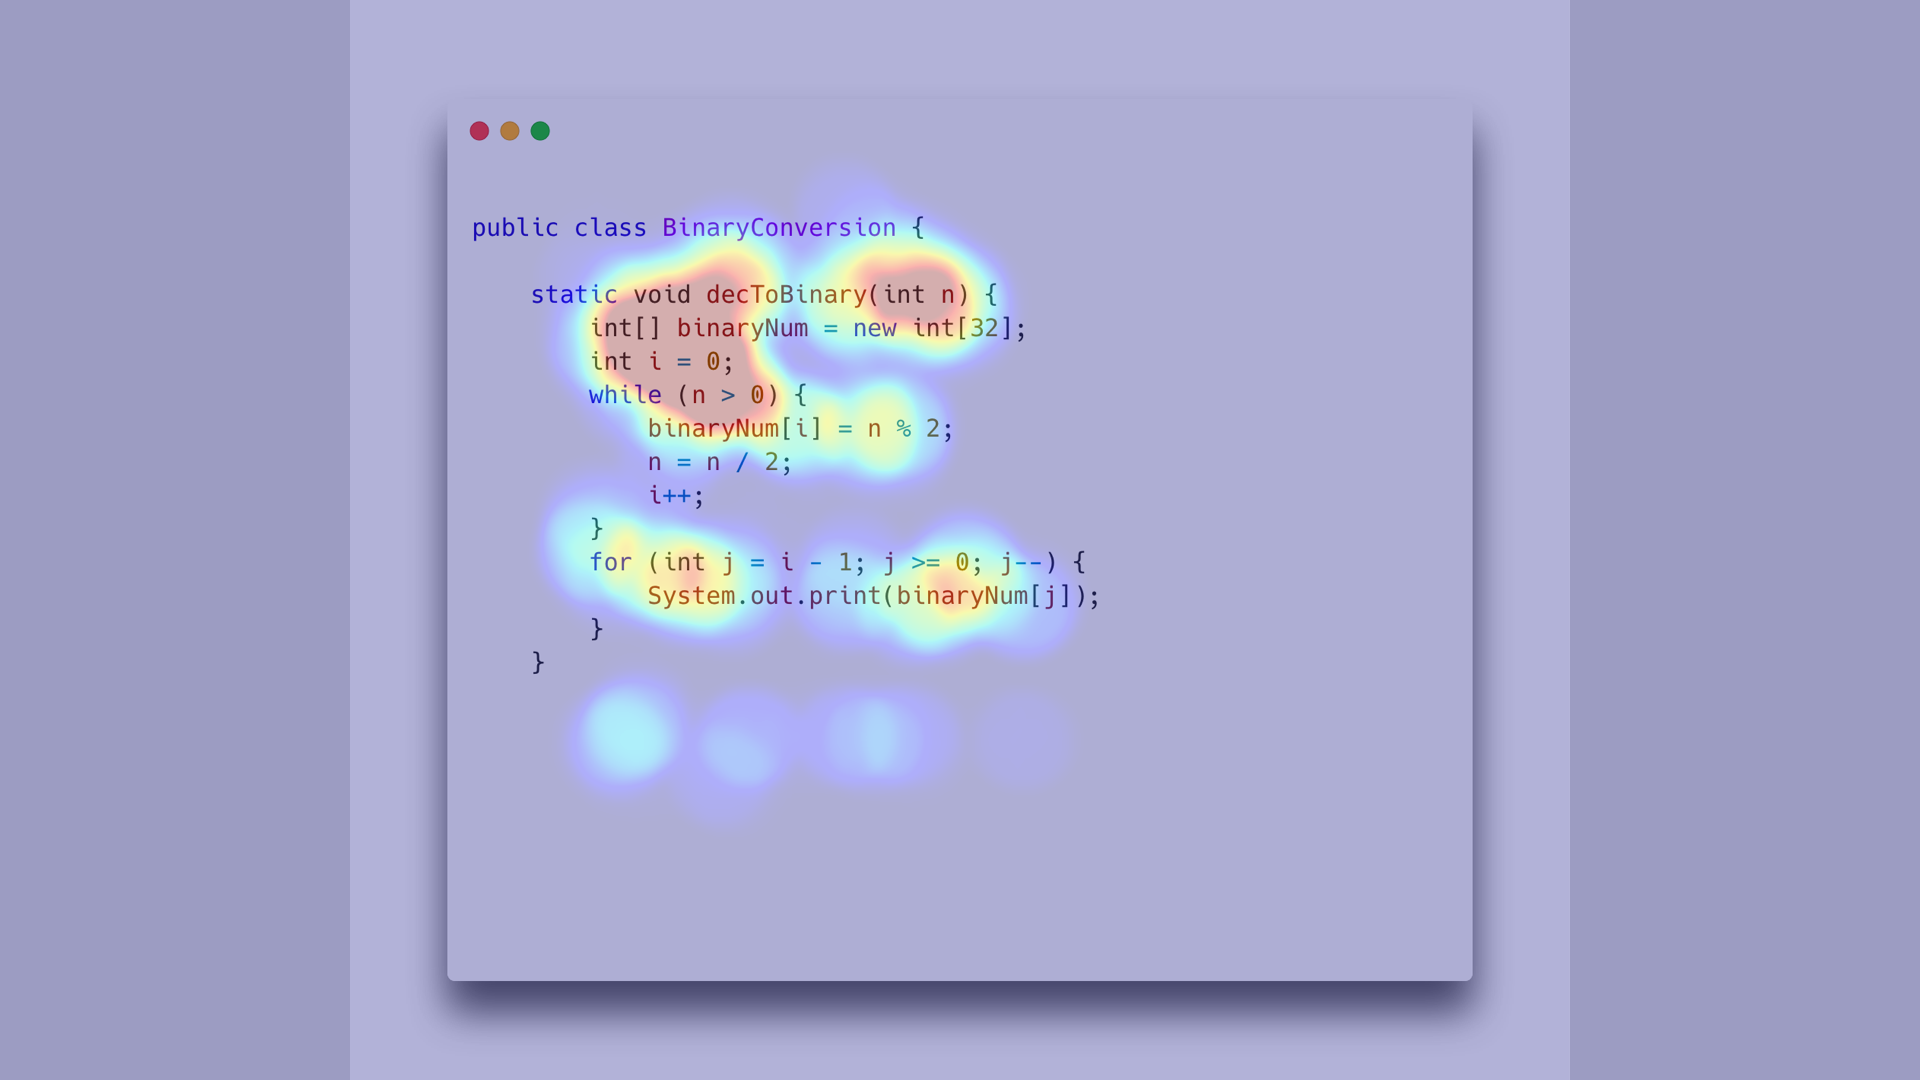 public class BinaryConversion {
static void decToBinary(int n) {
int[] binaryNum = new int[32];
int i = 0;
while (n > 0) {
binaryNum[i] = n % 2;
n = n / 2;
i++;
}
for (int j = i - 1; j >= 0; j--) {
System.out.print(binaryNum[j]);
}
}